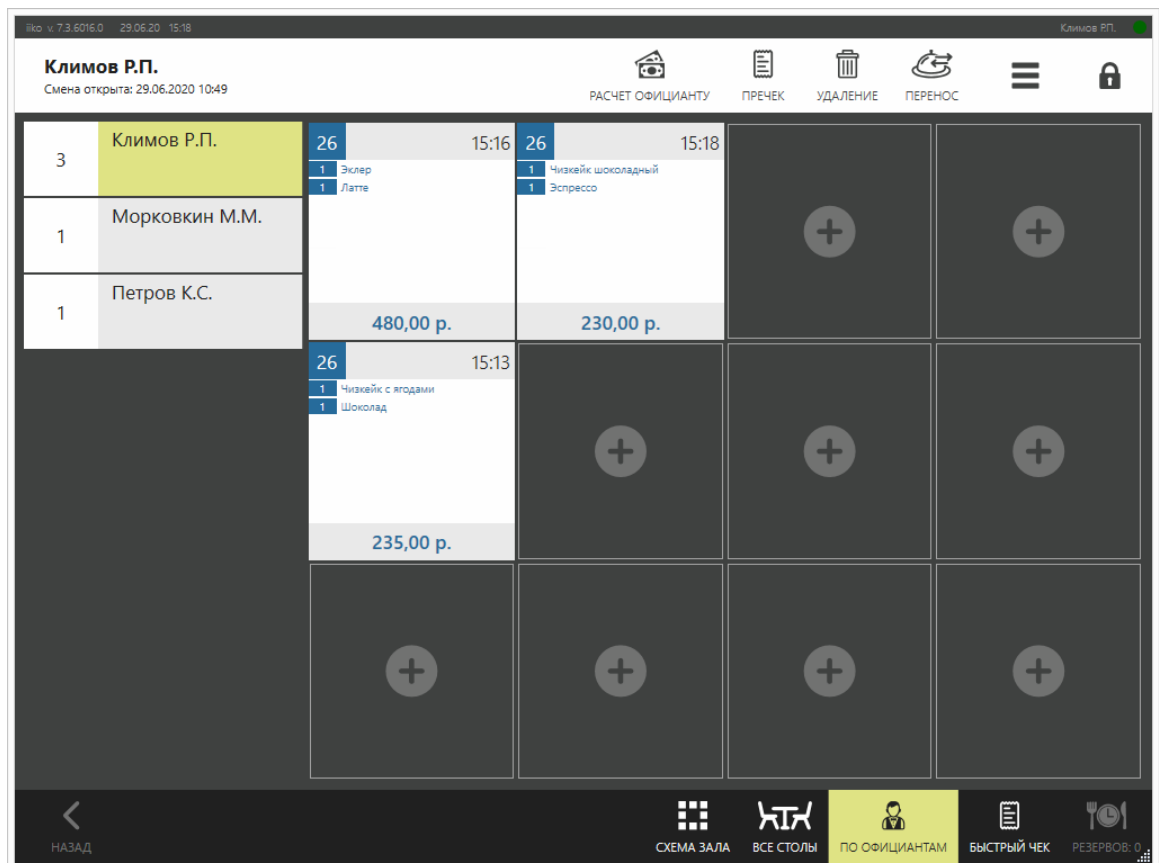 iiko v. 7.3.6016.0 29.06.20 15:18 Климов Р.П.
Климов Р.П.
Смена открыта: 29.06.2020 10:49
РАСЧЕТ ОФИЦИАНТУ ПРЕЧЕК УДАЛЕНИЕ ПЕРЕНОС
3 Климов Р.П.
1 Морковкин М.М.
1 Петров К.С.
26 15:16
1 Эклер
1 Латте
480,00 р.
26 15:18
1 Чизкейк шоколадный
1 Эспрессо
230,00 р.
26 15:13
1 Чизкейк с ягодами
1 Шоколад
235,00 р.
НАЗАД СХЕМА ЗАЛА ВСЕ СТОЛЫ ПО ОФИЦИАНТАМ БЫСТРЫЙ ЧЕК РЕЗЕРВОВ: 0